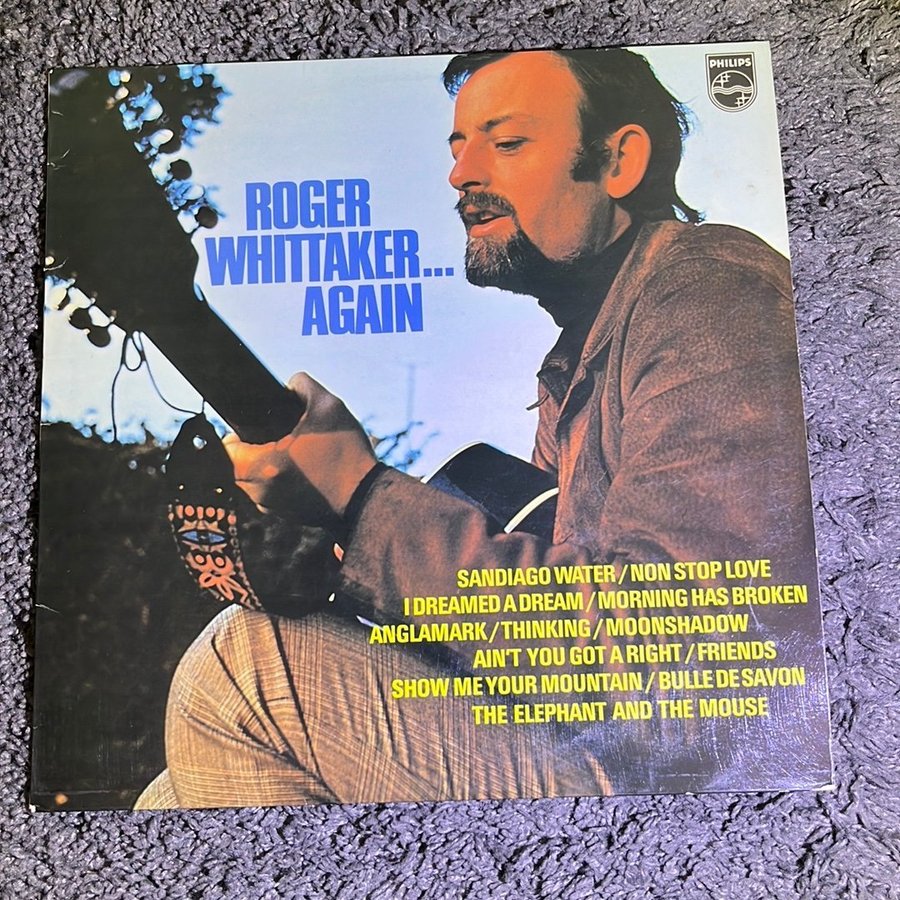 PHILIPS
ROGER
WHITTAKER...
AGAIN
SANDIAGO WATER/NON STOP LOVE
I DREAMED A DREAM/MORNING HAS BROKEN
ANGLAMARK/THINKING/MOONSHADOW
AIN'T YOU GOT A RIGHT/FRIENDS
SHOW ME YOUR MOUNTAIN/BULLE DE SAVON
THE ELEPHANT AND THE MOUSE